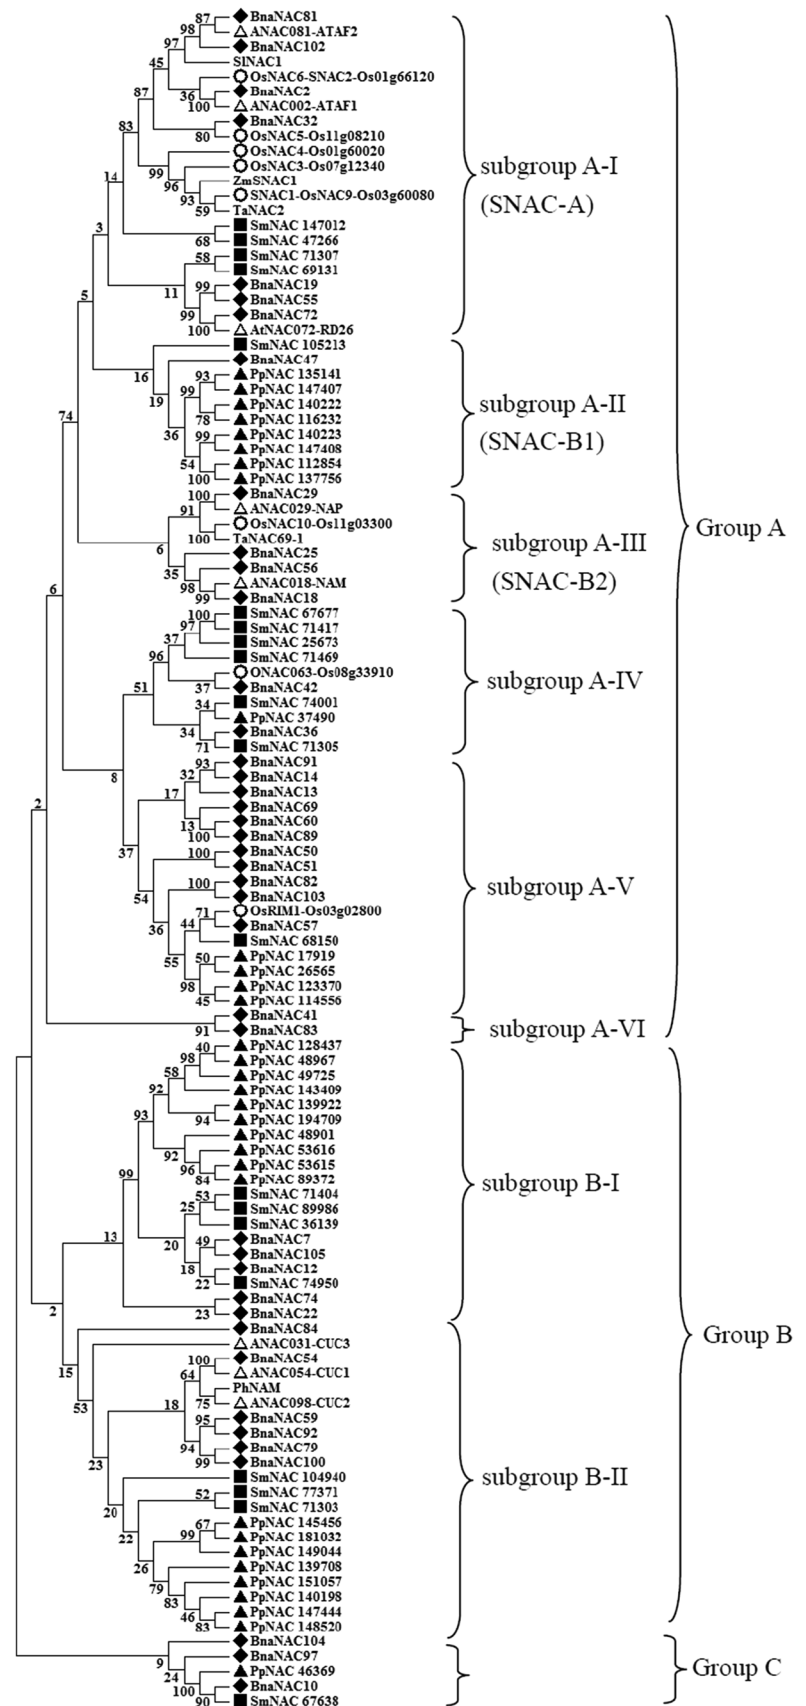 BnaNAC81
ANAC081-ATAF2
BnaNAC102
SlNAC1
OsNAC6-SNAC2-Os01g66120
BnaNAC2
ANAC002-ATAF1
BnaNAC32
OsNAC5-Os11g08210
OsNAC4-Os01g60020
OsNAC3-Os07g12340
ZmSNAC1
SNAC1-OsNAC9-Os03g60080
TaNAC2
SmNAC 147012
SmNAC 47266
SmNAC 71307
SmNAC 69131
BnaNAC19
BnaNAC55
BnaNAC72
AtNAC072-RD26
SmNAC 105213
BnaNAC47
PpNAC 135141
PpNAC 147407
PpNAC 140222
PpNAC 116232
PpNAC 140223
PpNAC 147408
PpNAC 112854
PpNAC 137756
BnaNAC29
ANAC029-NAP
OsNAC10-Os11g03300
TaNAC69-1
BnaNAC25
BnaNAC56
ANAC018-NAM
BnaNAC18
SmNAC 67677
SmNAC 71417
SmNAC 25673
SmNAC 71469
ONAC063-Os08g33910
BnaNAC42
SmNAC 74001
PpNAC 37490
BnaNAC36
SmNAC 71305
BnaNAC91
BnaNAC14
BnaNAC13
BnaNAC69
BnaNAC60
BnaNAC89
BnaNAC50
BnaNAC51
BnaNAC82
BnaNAC103
OsRIM1-Os03g02800
BnaNAC57
SmNAC 68150
PpNAC 17919
PpNAC 26565
PpNAC 123370
PpNAC 114556
BnaNAC41
BnaNAC83
PpNAC 128437
PpNAC 48967
PpNAC 49725
PpNAC 143409
PpNAC 139922
PpNAC 194709
PpNAC 48901
PpNAC 53616
PpNAC 53615
PpNAC 89372
SmNAC 71404
SmNAC 89986
SmNAC 36139
BnaNAC7
BnaNAC105
BnaNAC12
SmNAC 74950
BnaNAC74
BnaNAC22
BnaNAC84
ANAC031-CUC3
BnaNAC54
ANAC054-CUC1
PhNAM
ANAC098-CUC2
BnaNAC59
BnaNAC92
BnaNAC79
BnaNAC100
SmNAC 104940
SmNAC 77371
SmNAC 71303
PpNAC 145456
PpNAC 181032
PpNAC 149044
PpNAC 139708
PpNAC 151057
PpNAC 140198
PpNAC 147444
PpNAC 148520
BnaNAC104
BnaNAC97
PpNAC 46369
BnaNAC10
SmNAC 67638
87
98
97
45
36
100
87
80
83
99
96
93
59
14
68
3
58
11
99
99
100
5
16
19
93
99
78
36
99
54
100
74
100
91
100
6
35
98
99
6
100
97
37
96
37
51
34
34
71
8
93
32
17
13
100
37
100
54
100
36
71
44
55
50
98
45
2
91
40
98
58
92
94
93
92
96
84
99
53
25
20
49
18
22
13
23
2
15
53
100
64
75
18
95
94
99
23
20
52
22
67
99
26
79
83
46
83
9
24
100
90
subgroup A-I
(SNAC-A)
subgroup A-II
(SNAC-B1)
subgroup A-III
(SNAC-B2)
subgroup A-IV
subgroup A-V
subgroup A-VI
subgroup B-I
subgroup B-II
Group A
Group B
Group C